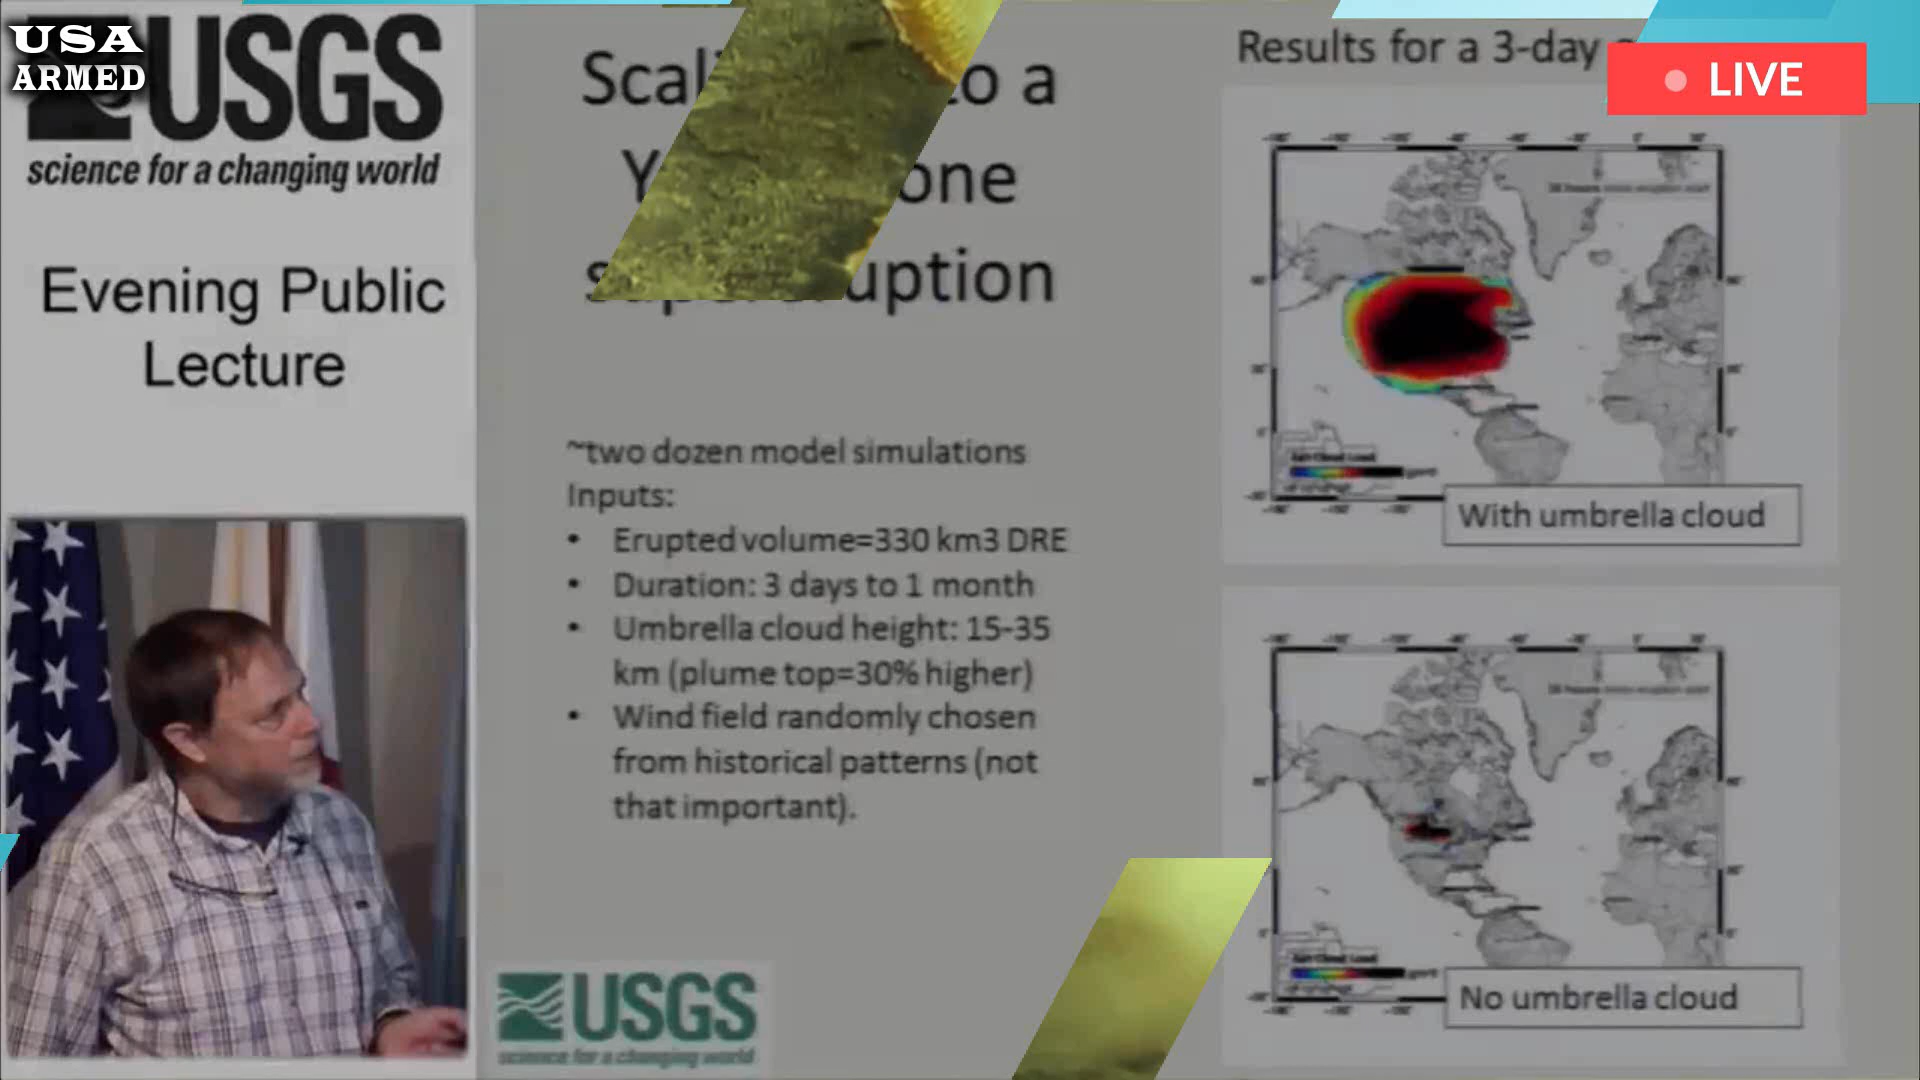 USA
ARMED
USGS
science for a changing world
Evening Public
Lecture
to a
uption
~two dozen model simulations
Inputs:
• Erupted volume=330 km3 DRE
• Duration: 3 days to 1 month
• Umbrella cloud height: 15-35
km (plume top=30% higher)
• Wind field randomly chosen
from historical patterns (not
that important).
USGS
science for a changing world
Results for a 3-day
LIVE
With umbrella cloud
No umbrella cloud